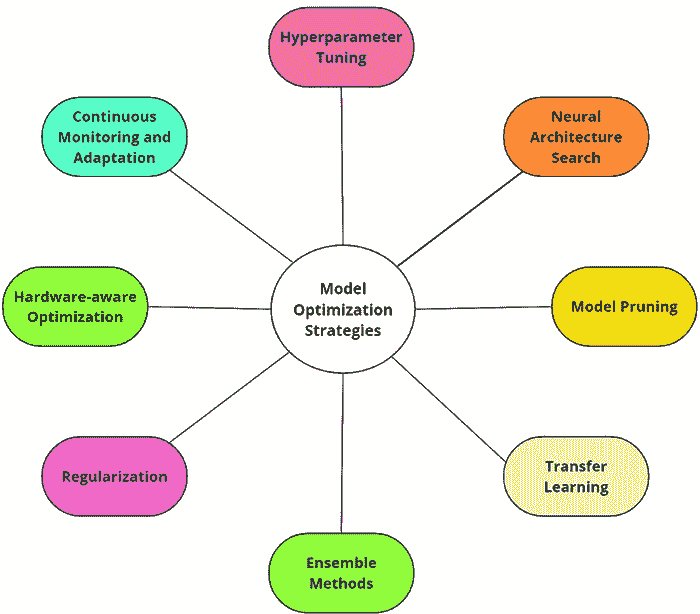 Hyperparameter
Tuning
Continuous
Monitoring and
Adaptation
Neural
Architecture
Search
Hardware-aware
Optimization
Model
Optimization
Strategies
Model Pruning
Regularization
Transfer
Learning
Ensemble
Methods